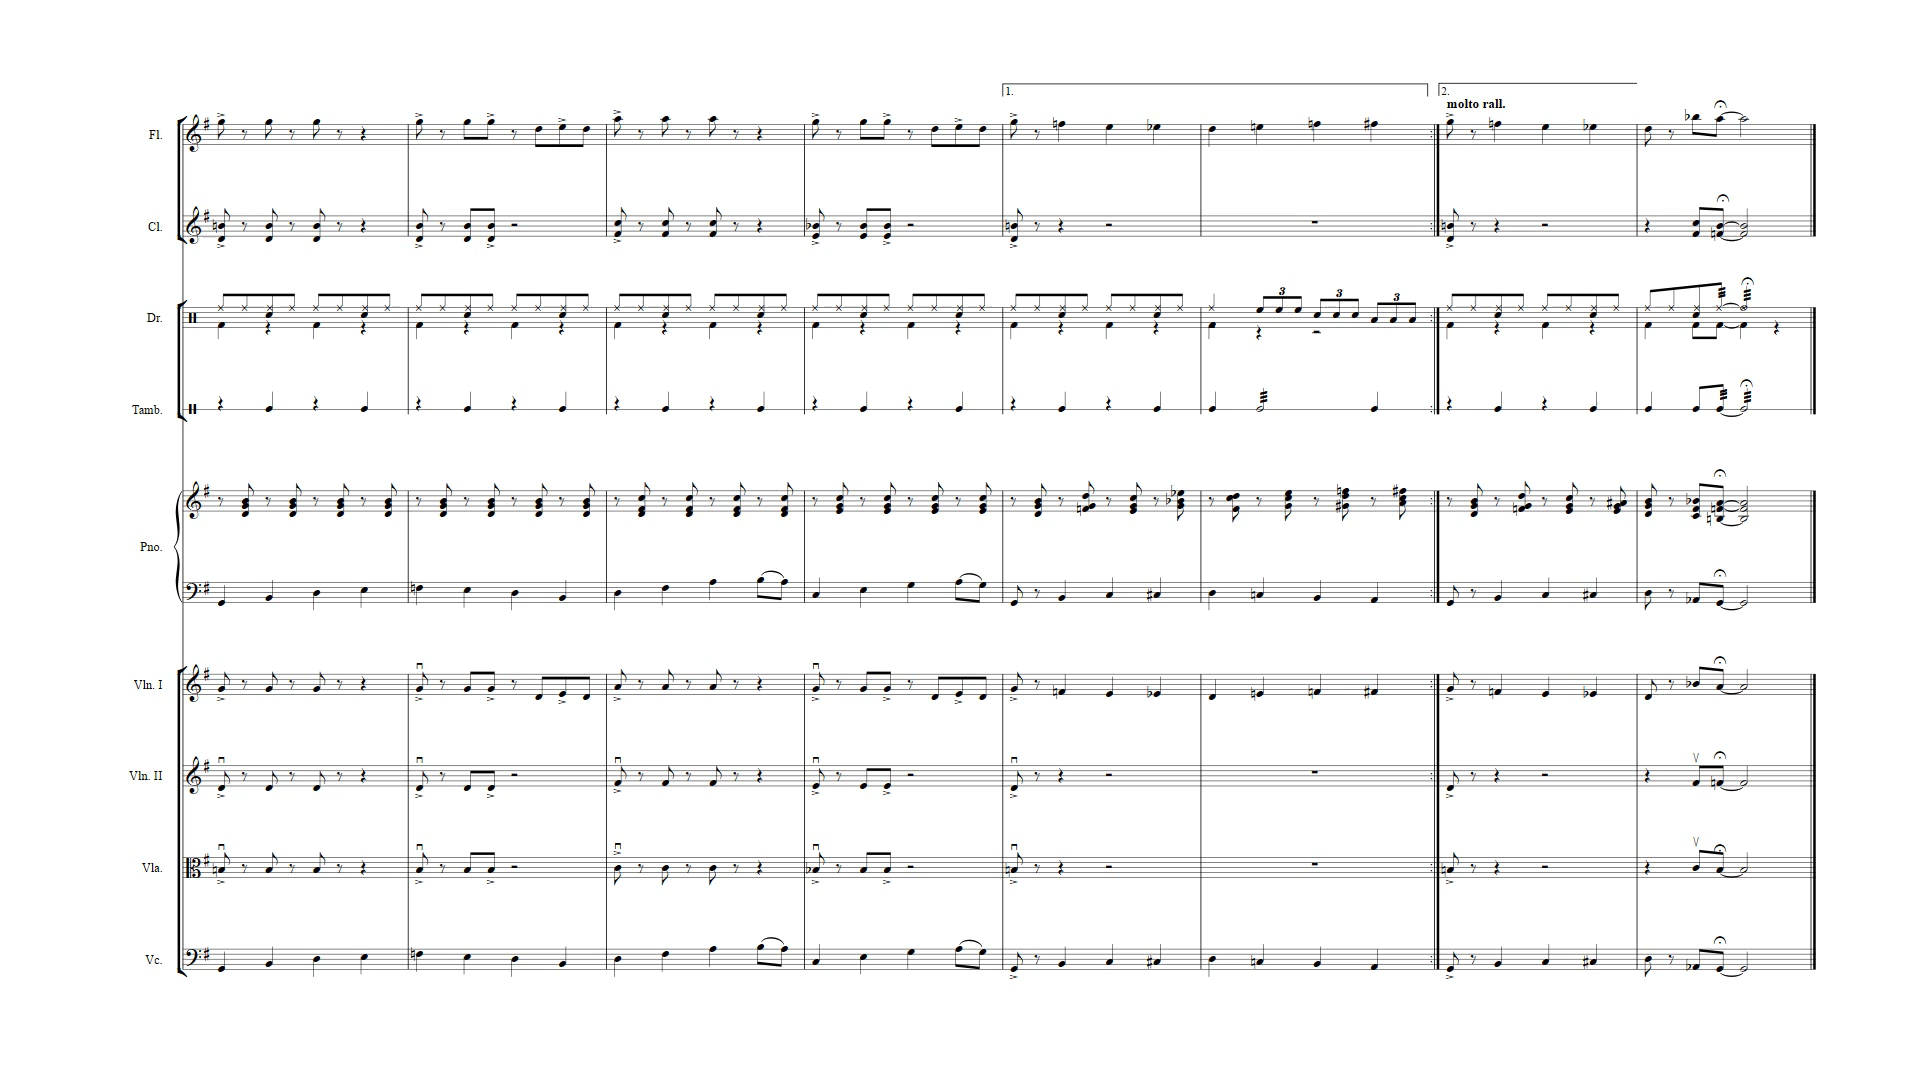 1.
2.
molto rall.
Fl.
Cl.
Dr.
3 3 3
Tamb.
Pno.
Vln. I
Vln. II
Vla.
Vc.